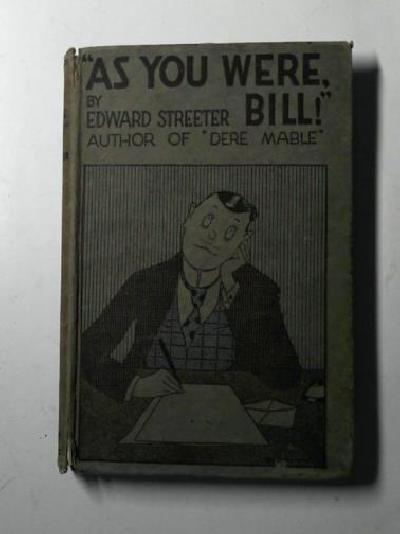 "AS YOU WERE,
BY BILL!"
EDWARD STREETER
AUTHOR OF "DERE MABLE"